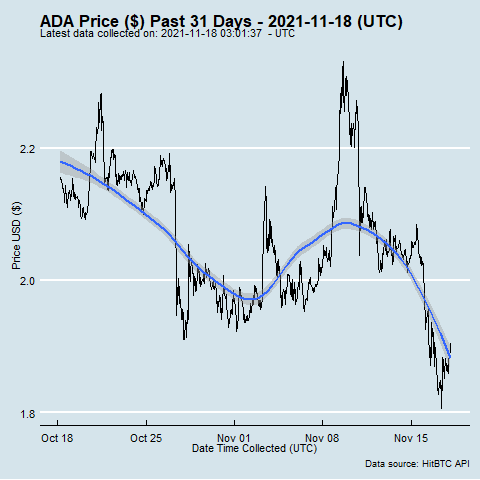 ADA Price ($) Past 31 Days - 2021-11-18 (UTC)
Latest data collected on: 2021-11-18 03:01:37  - UTC
Price USD ($)
2.2
2.0
1.8
Oct 18
Oct 25
Nov 01
Nov 08
Nov 15
Date Time Collected (UTC)
Data source: HitBTC API